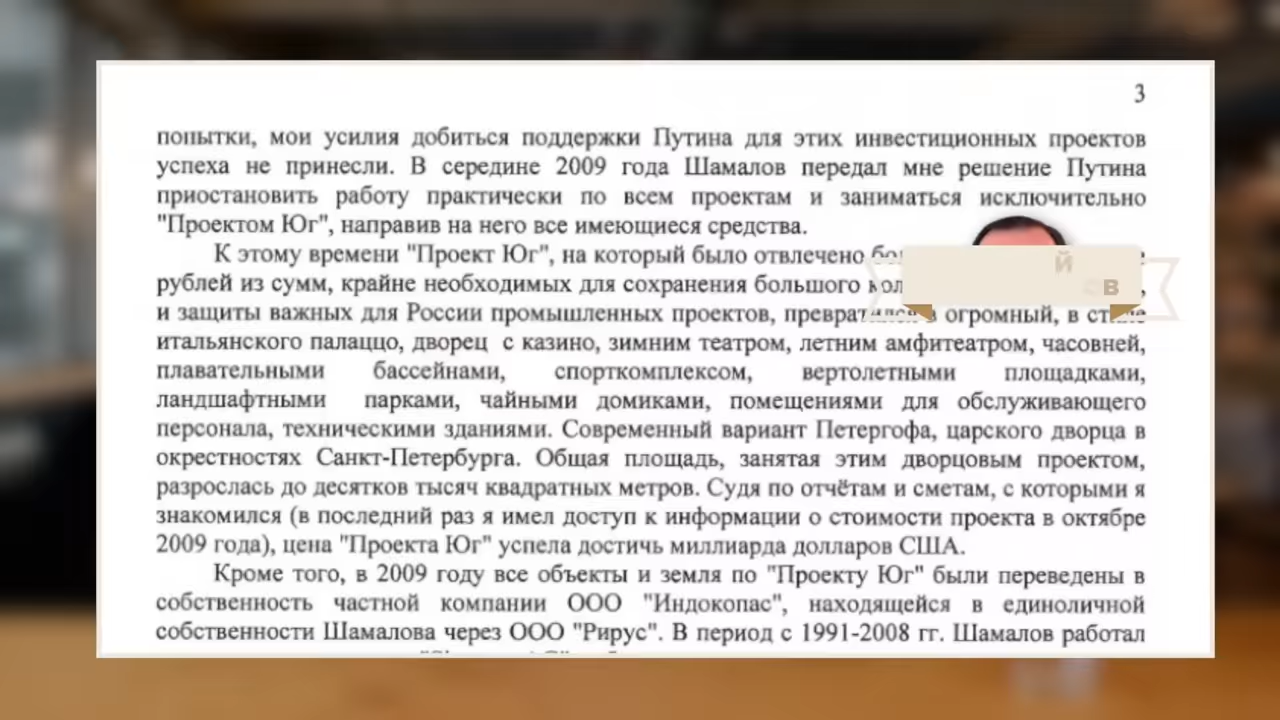 3
попытки, мои усилия добиться поддержки Путина для этих инвестиционных проектов
успеха не принесли. В середине 2009 года Шамалов передал мне решение Путина
приостановить работу практически по всем проектам и заниматься исключительно
"Проектом Юг", направив на него все имеющиеся средства.
К этому времени "Проект Юг", на который было отвлечено
рублей из сумм, крайне необходимых для сохранения большого
и защиты важных для России промышленных проектов, превратился в огромный, в стиле
итальянского палаццо, дворец с казино, зимним театром, летним амфитеатром, часовней,
плавательными бассейнами, спорткомплексом, вертолетными площадками,
ландшафтными парками, чайными домиками, помещениями для обслуживающего
персонала, техническими зданиями. Современный вариант Петергофа, царского дворца в
окрестностях Санкт-Петербурга. Общая площадь, занятая этим дворцовым проектом,
разрослась до десятков тысяч квадратных метров. Судя по отчётам и сметам, с которыми я
знакомился (в последний раз я имел доступ к информации о стоимости проекта в октябре
2009 года), цена "Проекта Юг" успела достичь миллиарда долларов США.
Кроме того, в 2009 году все объекты и земля по "Проекту Юг" были переведены в
собственность частной компании ООО "Индокопас", находящейся в единоличной
собственности Шамалова через ООО "Рирус". В период с 1991-2008 гг. Шамалов работал